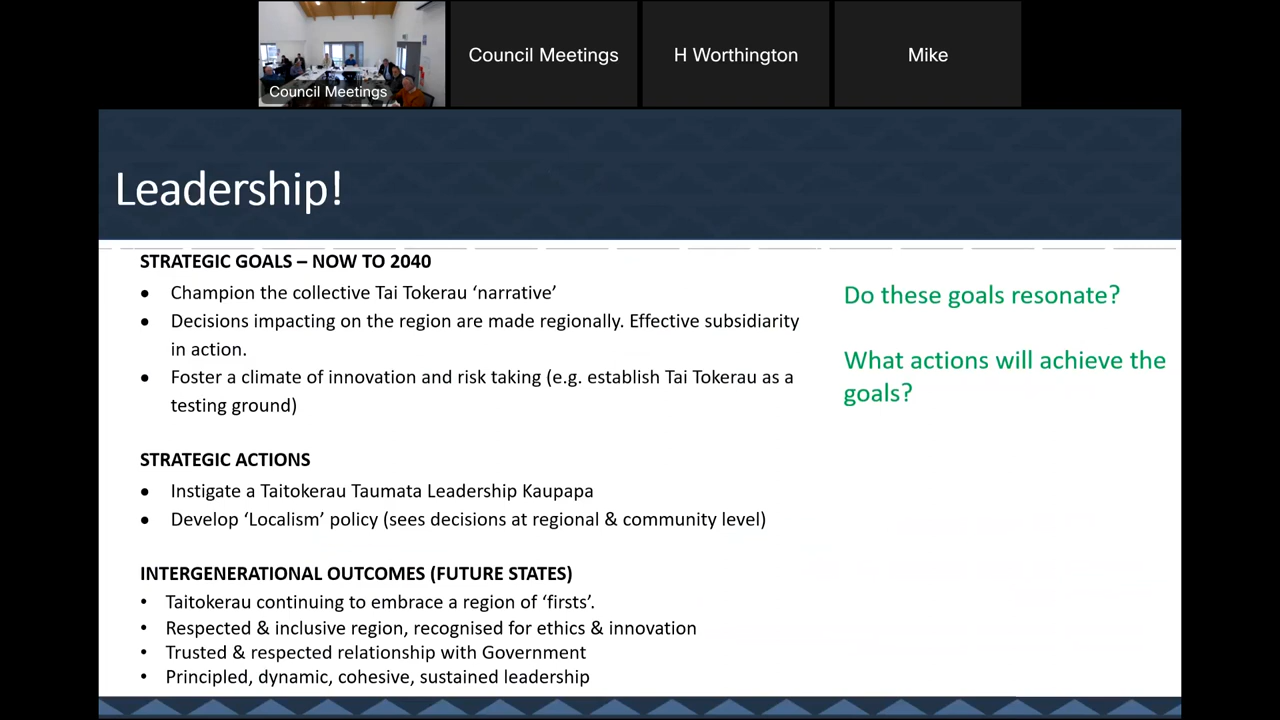 Council Meetings
Council Meetings
H Worthington
Mike
Leadership!
STRATEGIC GOALS – NOW TO 2040
• Champion the collective Tai Tokerau ‘narrative’
• Decisions impacting on the region are made regionally. Effective subsidiarity
in action.
• Foster a climate of innovation and risk taking (e.g. establish Tai Tokerau as a
testing ground)
STRATEGIC ACTIONS
• Instigate a Taitokerau Taumata Leadership Kaupapa
• Develop ‘Localism’ policy (sees decisions at regional & community level)
INTERGENERATIONAL OUTCOMES (FUTURE STATES)
• Taitokerau continuing to embrace a region of ‘firsts’.
• Respected & inclusive region, recognised for ethics & innovation
• Trusted & respected relationship with Government
• Principled, dynamic, cohesive, sustained leadership
Do these goals resonate?
What actions will achieve the
goals?